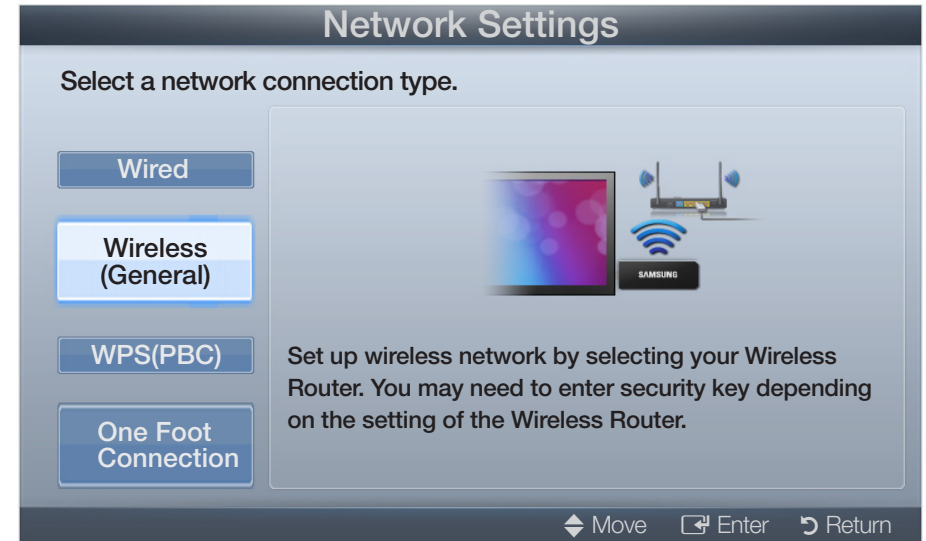 Network Settings
Select a network connection type.
Wired
Wireless
(General)
WPS(PBC)
One Foot
Connection
SAMSUNG
Set up wireless network by selecting your Wireless
Router. You may need to enter security key depending
on the setting of the Wireless Router.
Move Enter Return